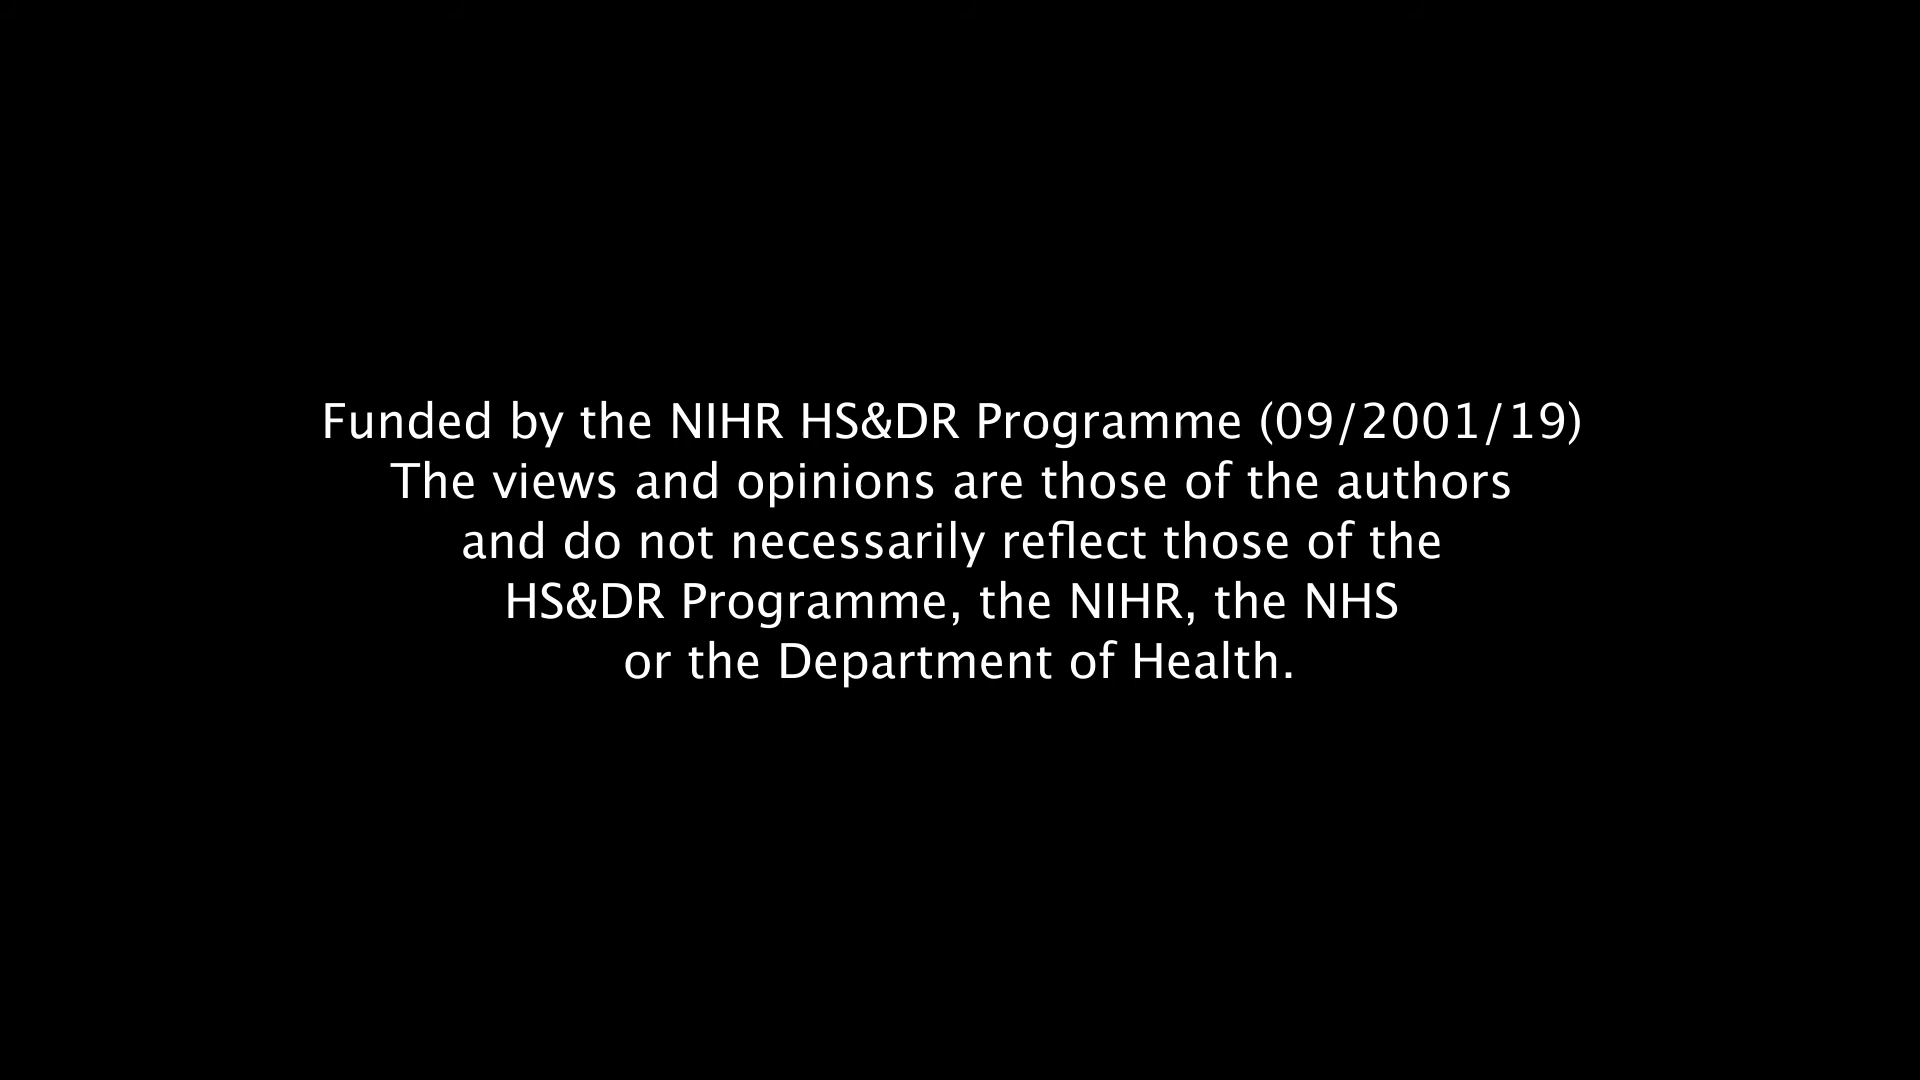 Funded by the NIHR HS&DR Programme (09/2001/19)
The views and opinions are those of the authors
and do not necessarily reflect those of the
HS&DR Programme, the NIHR, the NHS
or the Department of Health.